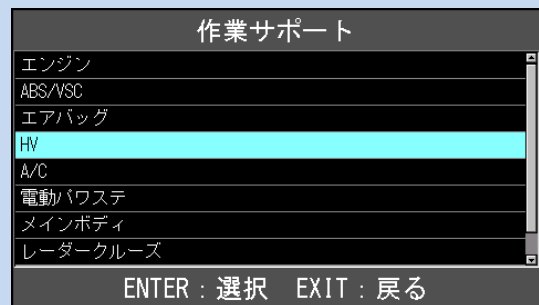 作業サポート
エンジン
ABS/VSC
エアバッグ
HV
A/C
電動パワステ
メインボディ
レーダークルーズ
ENTER：選択　EXIT：戻る